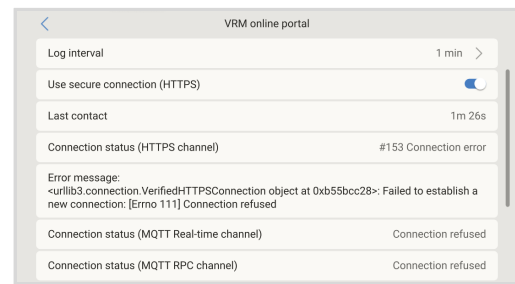 VRM online portal
Log interval 1 min
Use secure connection (HTTPS)
Last contact 1m 26s
Connection status (HTTPS channel) #153 Connection error
Error message:
<urllib3.connection.VerifiedHTTPSConnection object at 0xb55bcc28>: Failed to establish a
new connection: [Errno 111] Connection refused
Connection status (MQTT Real-time channel) Connection refused
Connection status (MQTT RPC channel) Connection refused